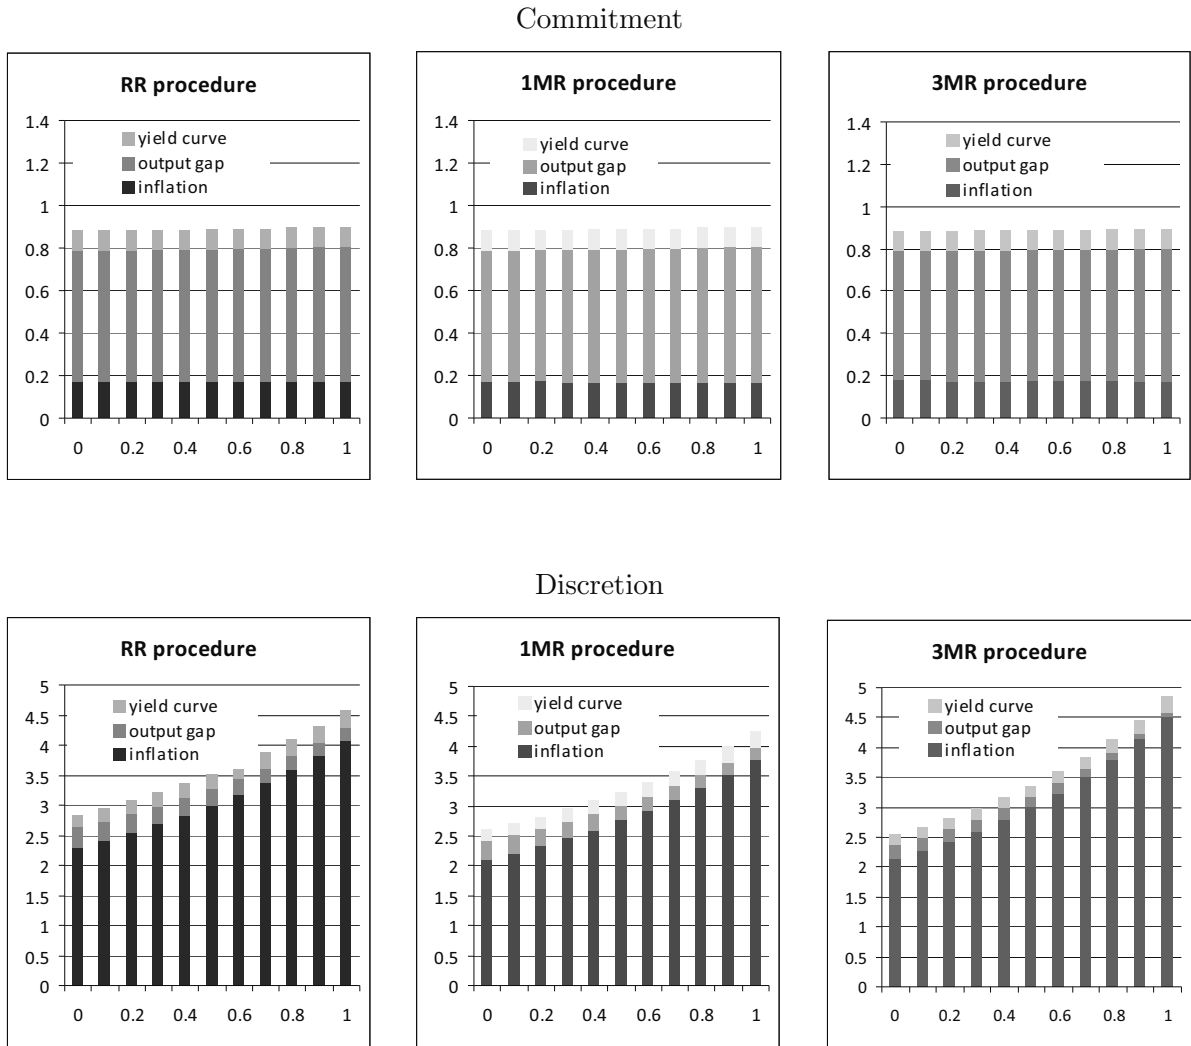 Commitment
RR procedure
1.4
1.2
1
0.8
0.6
0.4
0.2
0
yield curve
output gap
inflation
0 0.2 0.4 0.6 0.8 1
1MR procedure
1.4
1.2
1
0.8
0.6
0.4
0.2
0
yield curve
output gap
inflation
0 0.2 0.4 0.6 0.8 1
3MR procedure
1.4
1.2
1
0.8
0.6
0.4
0.2
0
yield curve
output gap
inflation
0 0.2 0.4 0.6 0.8 1
Discretion
RR procedure
5
4.5
4
3.5
3
2.5
2
1.5
1
0.5
0
yield curve
output gap
inflation
0 0.2 0.4 0.6 0.8 1
1MR procedure
5
4.5
4
3.5
3
2.5
2
1.5
1
0.5
0
yield curve
output gap
inflation
0 0.2 0.4 0.6 0.8 1
3MR procedure
5
4.5
4
3.5
3
2.5
2
1.5
1
0.5
0
yield curve
output gap
inflation
0 0.2 0.4 0.6 0.8 1